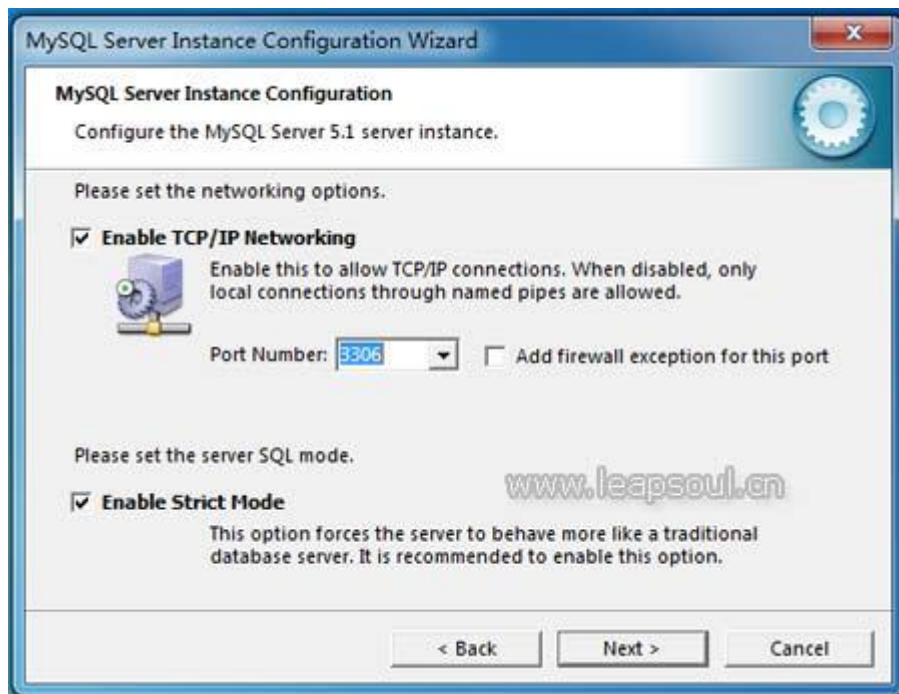 MySQL Server Instance Configuration Wizard
MySQL Server Instance Configuration
Configure the MySQL Server 5.1 server instance.
Please set the networking options.
Enable TCP/IP Networking
Enable this to allow TCP/IP connections. When disabled, only
local connections through named pipes are allowed.
Port Number: 3306 Add firewall exception for this port
Please set the server SQL mode.
www.leapsoul.cn
Enable Strict Mode
This option forces the server to behave more like a traditional
database server. It is recommended to enable this option.
< Back Next > Cancel